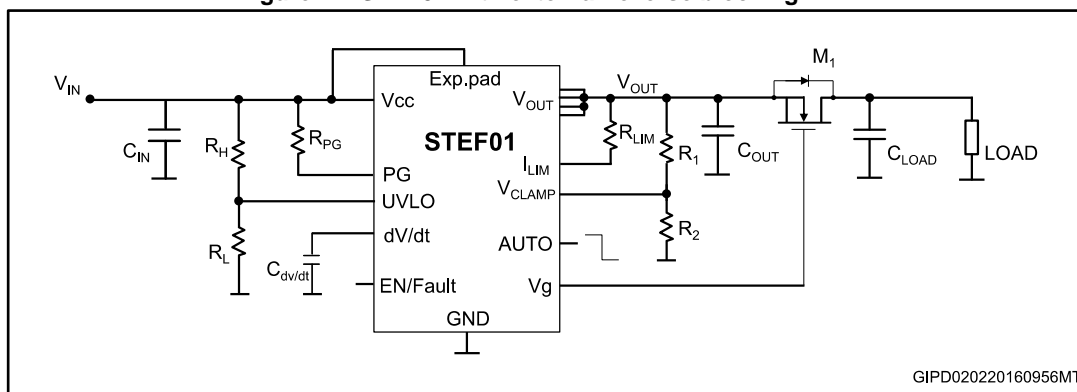 V_IN
C_IN
R_H
R_L
R_PG
C_dv/dt
Exp.pad
Vcc
STEF01
PG
UVLO
dV/dt
EN/Fault
GND
V_OUT
I_LIM
V_CLAMP
AUTO
Vg
V_OUT
R_LIM
R_1
R_2
C_OUT
M_1
C_LOAD
LOAD
GIPD020220160956MT